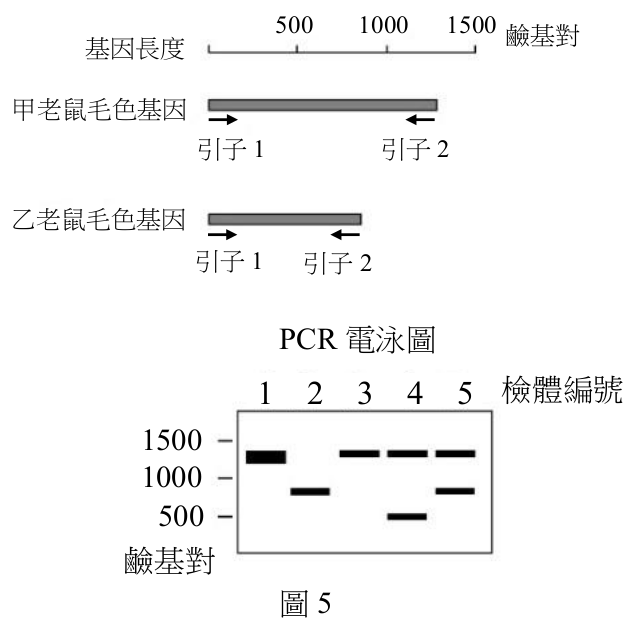 500 1000 1500 鹼基對
基因長度
甲老鼠毛色基因
引子 1 引子 2
乙老鼠毛色基因
引子 1 引子 2
PCR 電泳圖
1 2 3 4 5 檢體編號
1500
1000
500
鹼基對
圖 5